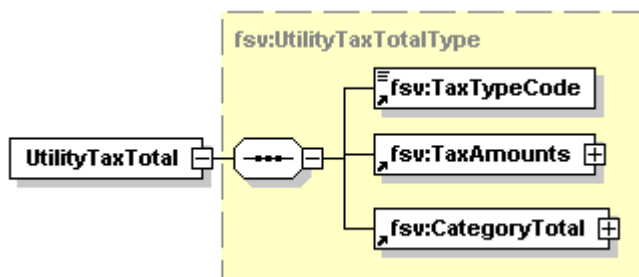 fsv:UtilityTaxTotalType
fsv:TaxTypeCode
UtilityTaxTotal
fsv:TaxAmounts
fsv:CategoryTotal